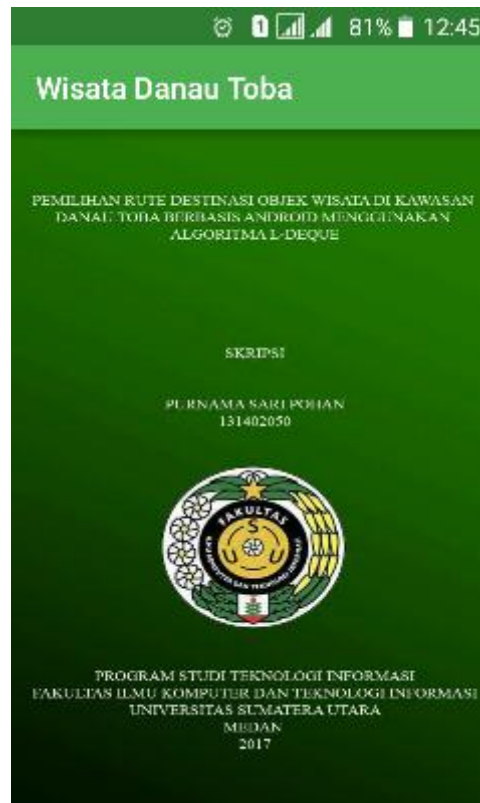 1 81% 12:45
Wisata Danau Toba
PEMILIHAN RUTE DESTINASI OBJEK WISATA DI KAWASAN
DANAU TOBA BERBASIS ANDROID MENGGUNAKAN
ALGORITMA L-DEQUE
SKRIPSI
PURNAMA SARI POHAN
131402050
FAKULTAS
USU
PROGRAM STUDI TEKNOLOGI INFORMASI
FAKULTAS ILMU KOMPUTER DAN TEKNOLOGI INFORMASI
UNIVERSITAS SUMATERA UTARA
MEDAN
2017